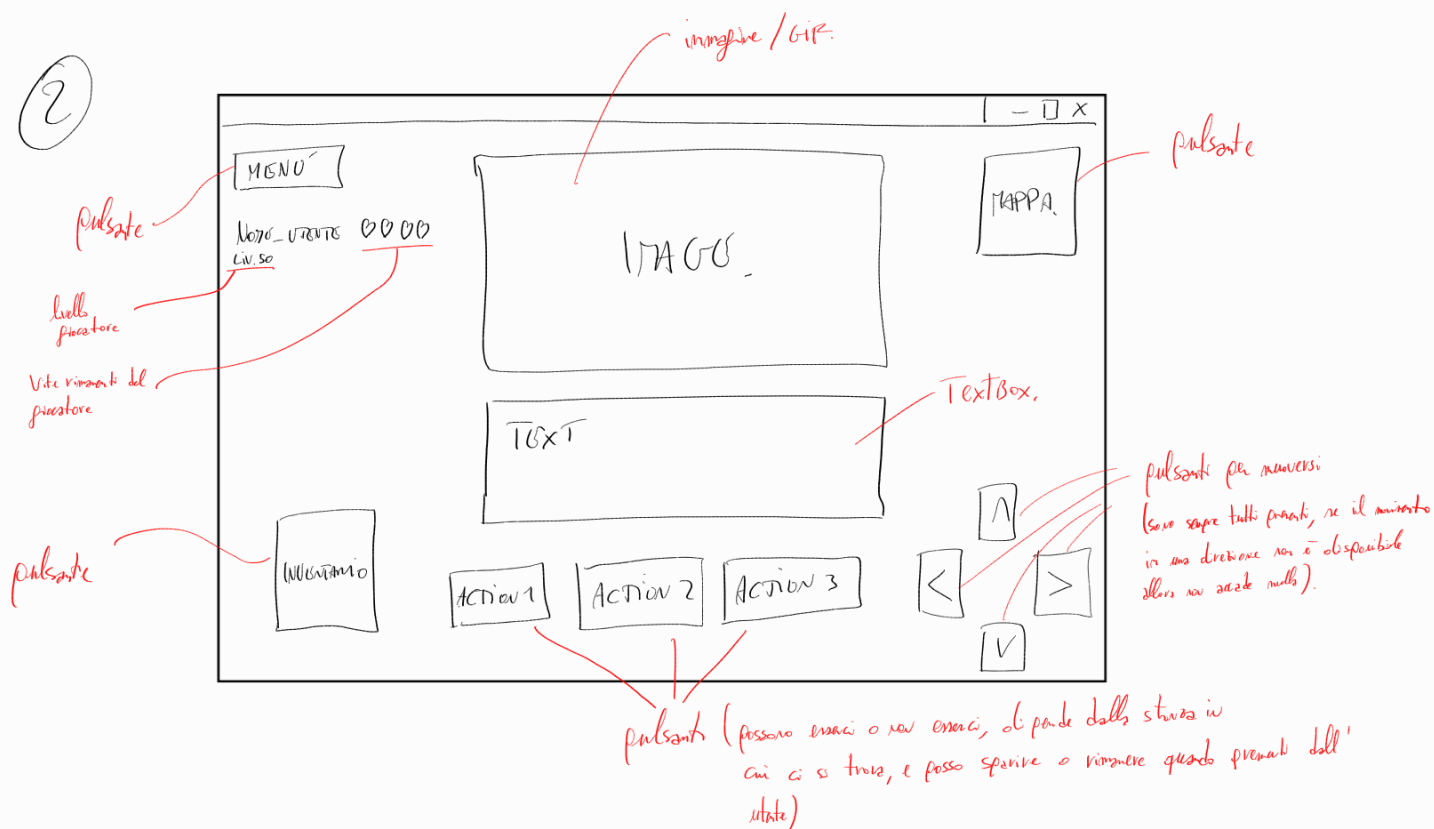 immagine / GIF.
2
— □ X
pulsante
MENÚ
MAPPA.
pulsante
NOME_UTENTE ♡♡♡♡
LIV. 50
IMAGE.
livello
giocatore
Vite rimanenti del
giocatore
TextBox.
TEXT
pulsanti per muoversi
(sono sempre tutti presenti, se il movimento
in una direzione non è disponibile
allora non accade nulla).
^
< >
V
pulsante
INVENTARIO
ACTION 1
ACTION 2
ACTION 3
pulsanti (possono esserci o non esserci, dipende dalla stanza in
cui ci si trova, e posso sparire o rimanere quando premuti dall'
utente)